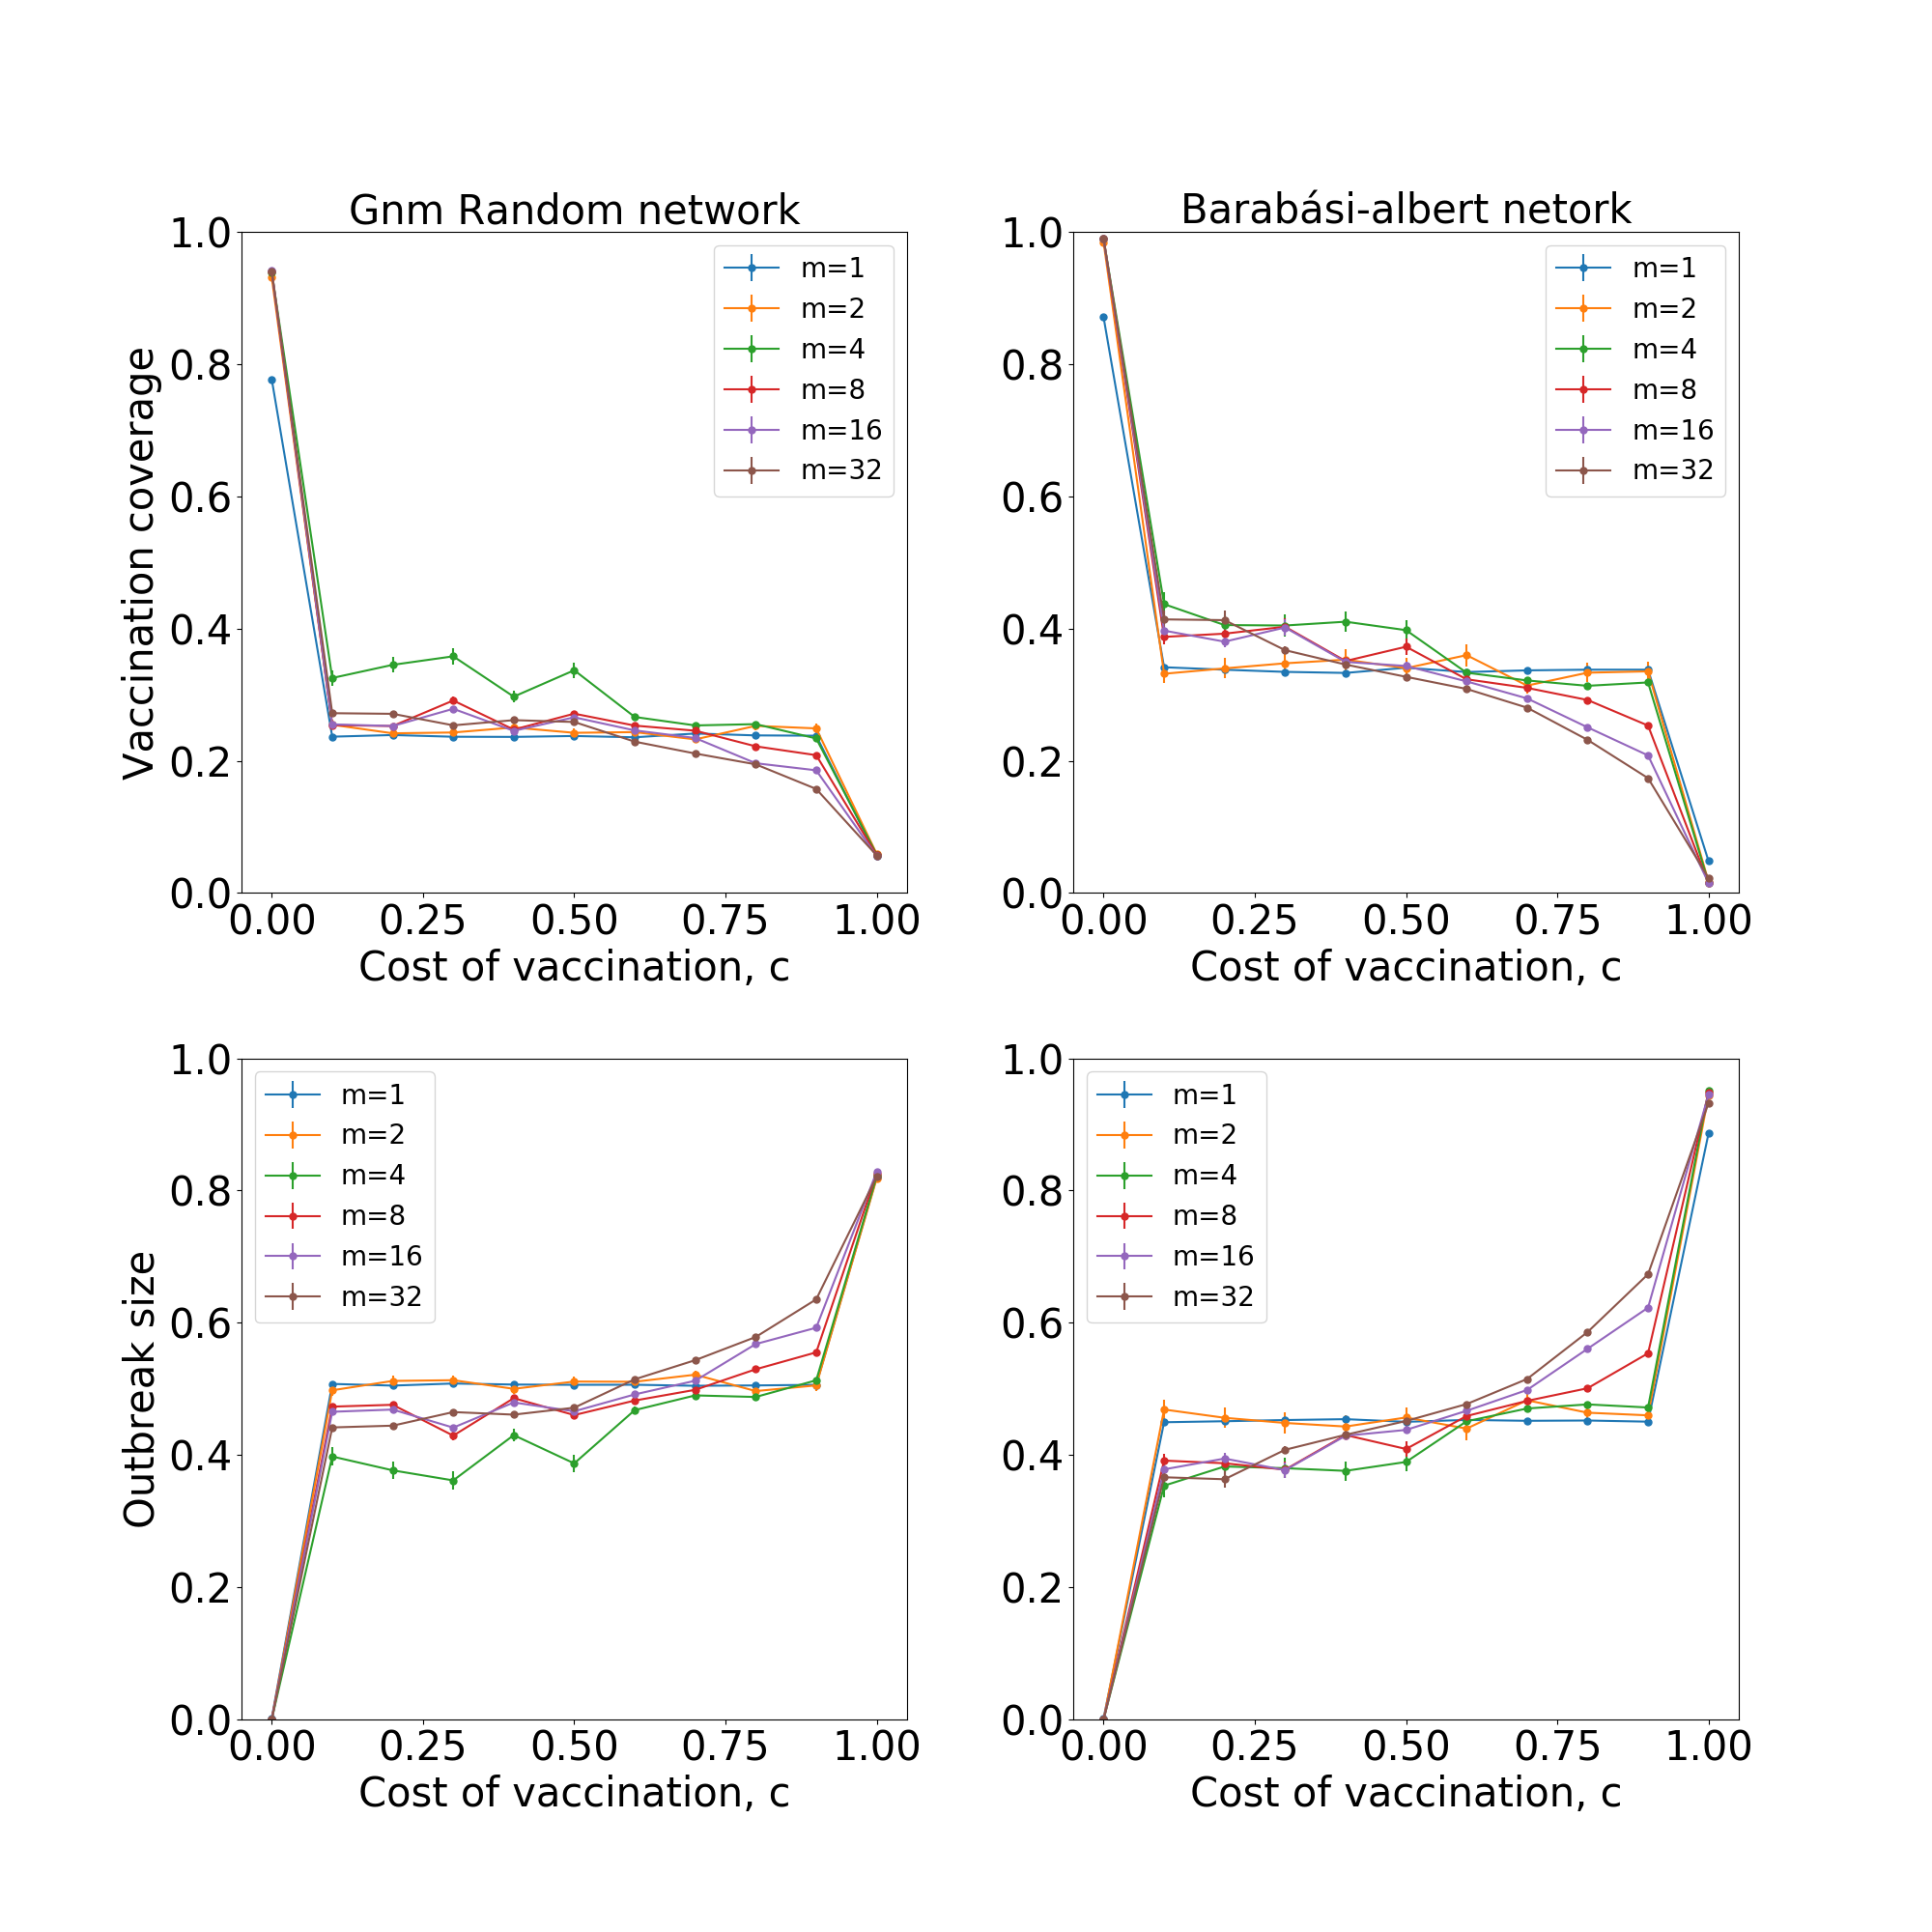 Gnm Random network
Vaccination coverage
1.0
0.8
0.6
0.4
0.2
0.0
m=1
m=2
m=4
m=8
m=16
m=32
0.00 0.25 0.50 0.75 1.00
Cost of vaccination, c
Barabási-albert netork
1.0
0.8
0.6
0.4
0.2
0.0
m=1
m=2
m=4
m=8
m=16
m=32
0.00 0.25 0.50 0.75 1.00
Cost of vaccination, c
Outbreak size
1.0
0.8
0.6
0.4
0.2
0.0
m=1
m=2
m=4
m=8
m=16
m=32
0.00 0.25 0.50 0.75 1.00
Cost of vaccination, c
1.0
0.8
0.6
0.4
0.2
0.0
m=1
m=2
m=4
m=8
m=16
m=32
0.00 0.25 0.50 0.75 1.00
Cost of vaccination, c